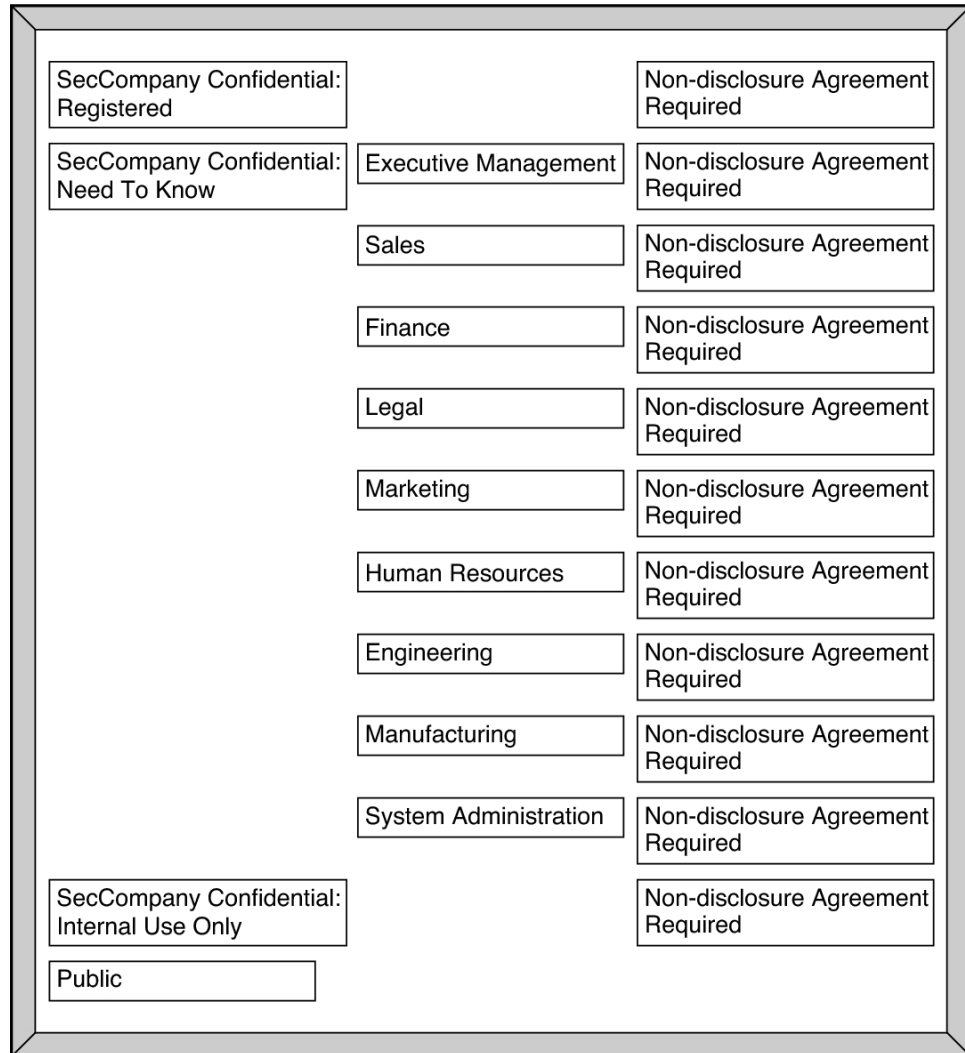 SecCompany Confidential:
Registered
Non-disclosure Agreement
Required
SecCompany Confidential:
Need To Know
Executive Management
Non-disclosure Agreement
Required
Sales
Non-disclosure Agreement
Required
Finance
Non-disclosure Agreement
Required
Legal
Non-disclosure Agreement
Required
Marketing
Non-disclosure Agreement
Required
Human Resources
Non-disclosure Agreement
Required
Engineering
Non-disclosure Agreement
Required
Manufacturing
Non-disclosure Agreement
Required
System Administration
Non-disclosure Agreement
Required
SecCompany Confidential:
Internal Use Only
Non-disclosure Agreement
Required
Public